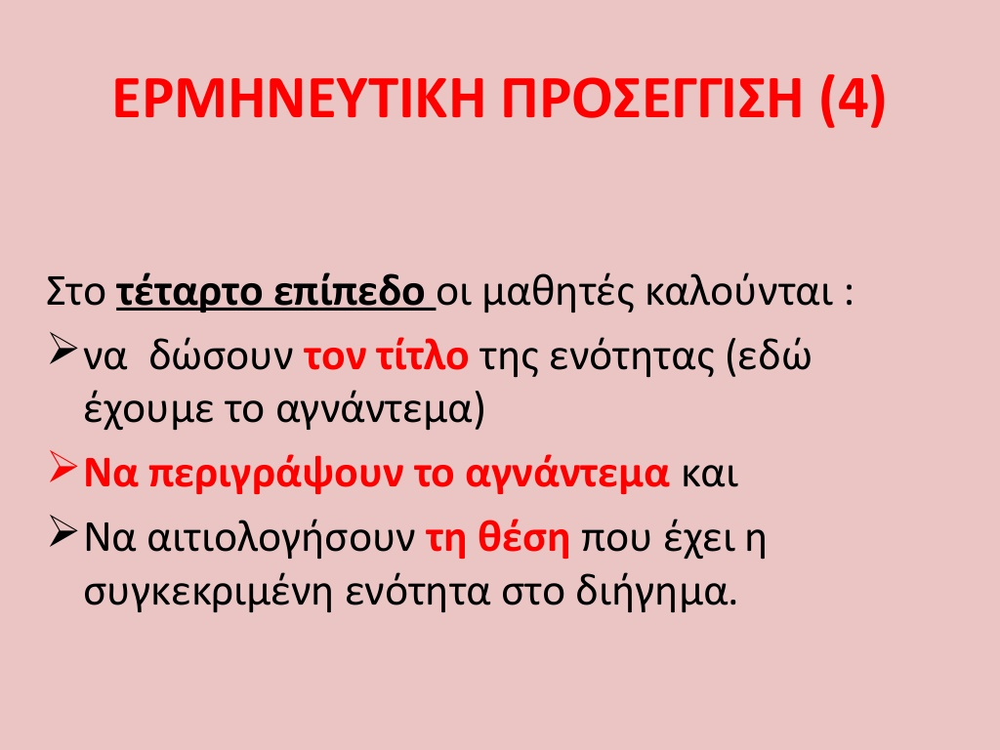 ΕΡΜΗΝΕΥΤΙΚΗ ΠΡΟΣΕΓΓΙΣΗ (4)
Στο τέταρτο επίπεδο οι μαθητές καλούνται :
να  δώσουν τον τίτλο της ενότητας (εδώ
έχουμε το αγνάντεμα)
Να περιγράψουν το αγνάντεμα και
Να αιτιολογήσουν τη θέση που έχει η
συγκεκριμένη ενότητα στο διήγημα.